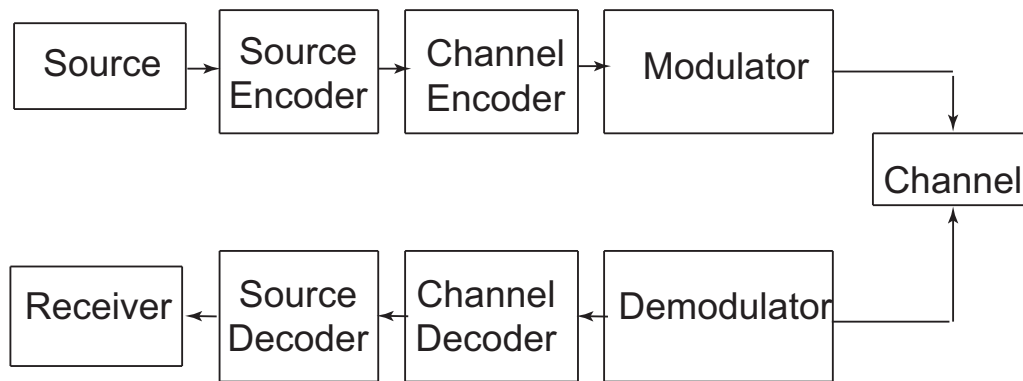 Source
Source
Encoder
Channel
Encoder
Modulator
Channel
Receiver
Source
Decoder
Channel
Decoder
Demodulator